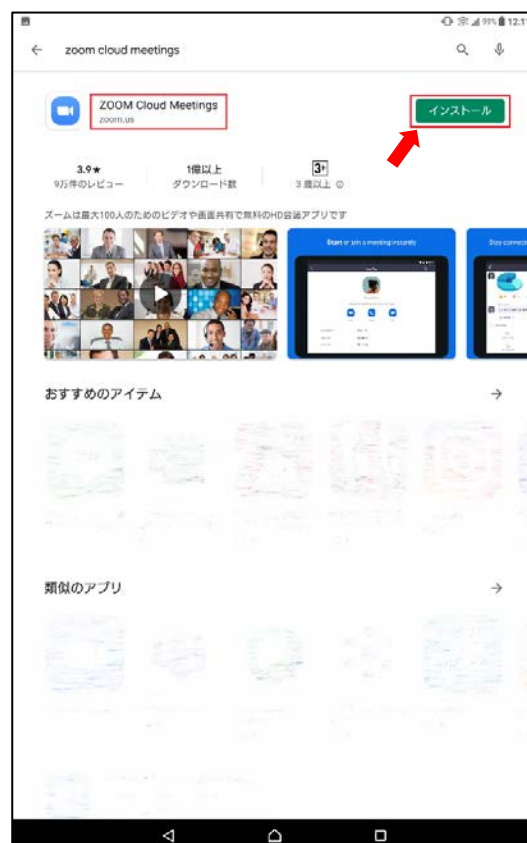 99% 12:11
zoom cloud meetings
ZOOM Cloud Meetings
zoom.us
インストール
3.9★
9万件のレビュー
1億以上
ダウンロード数
3+
3 歳以上
ズームは最大100人のためのビデオや画面共有で無料のHD会議アプリです
Start or join a meeting instantly
Stay connec
おすすめのアイテム
類似のアプリ